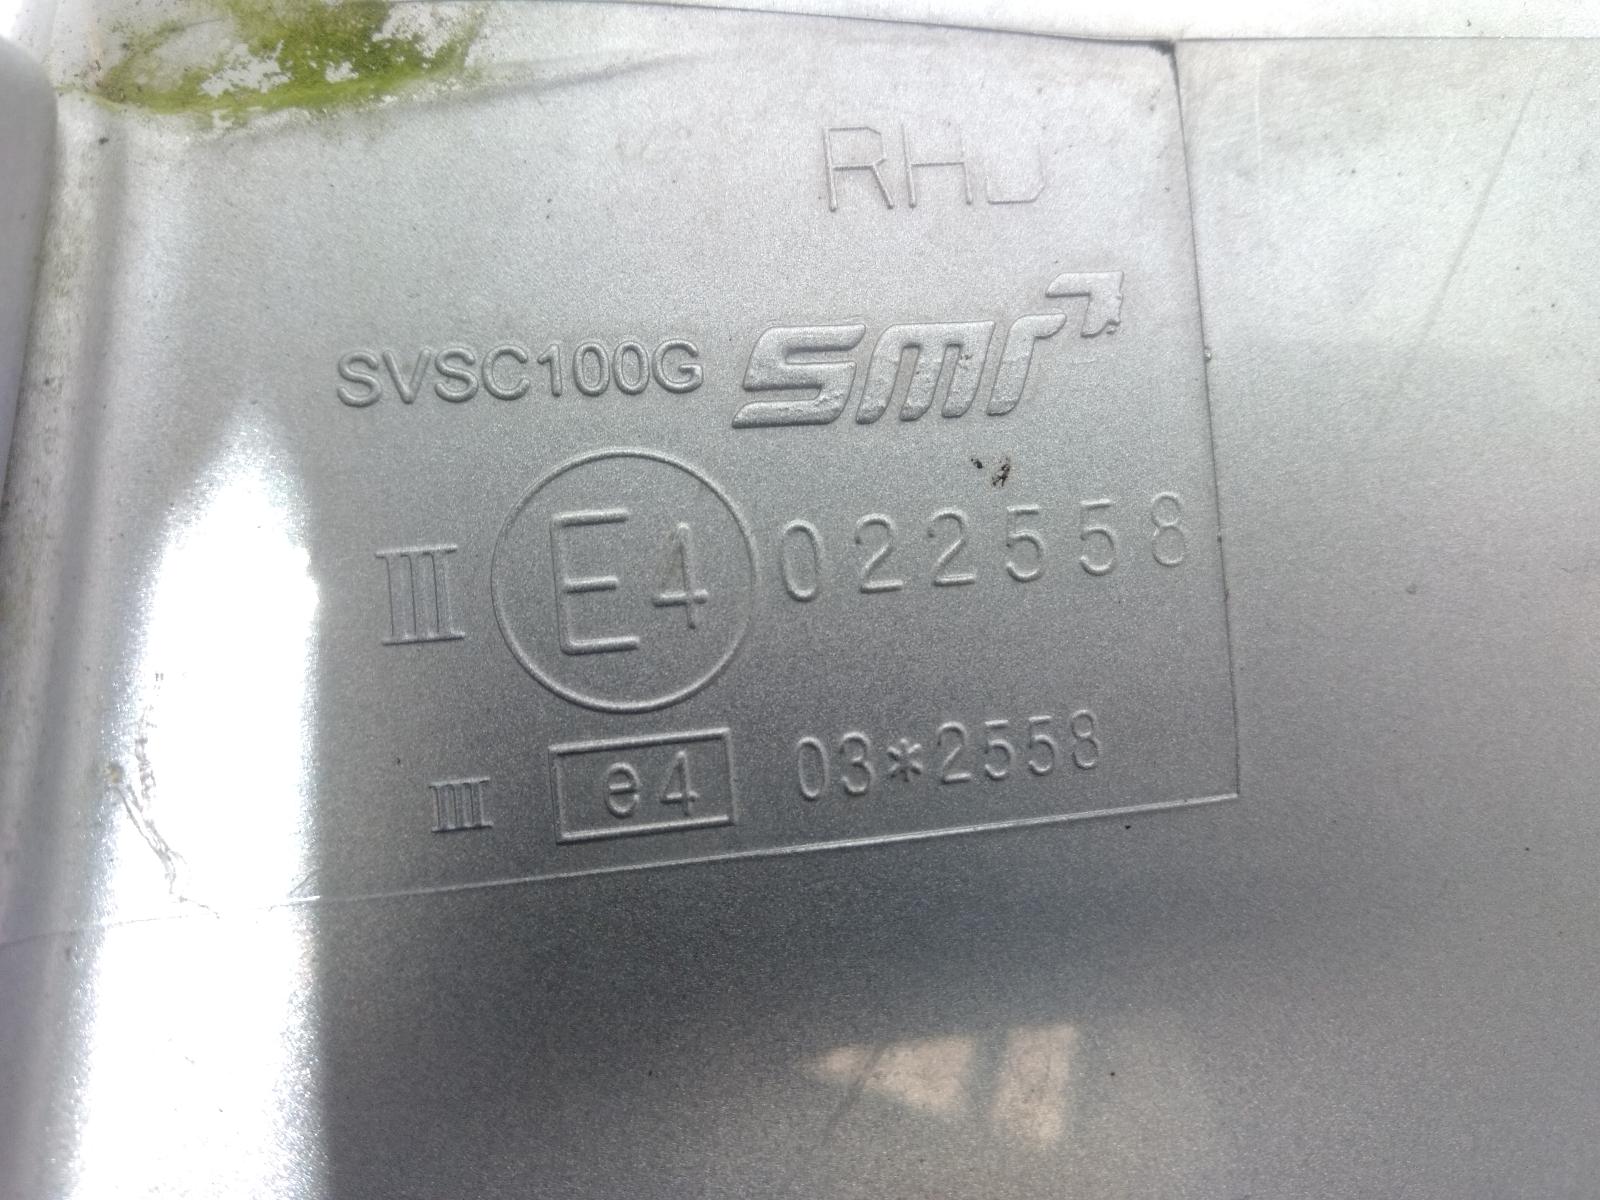 RHD
SVSC100G smr
III E4 022558
III e4 03*2558